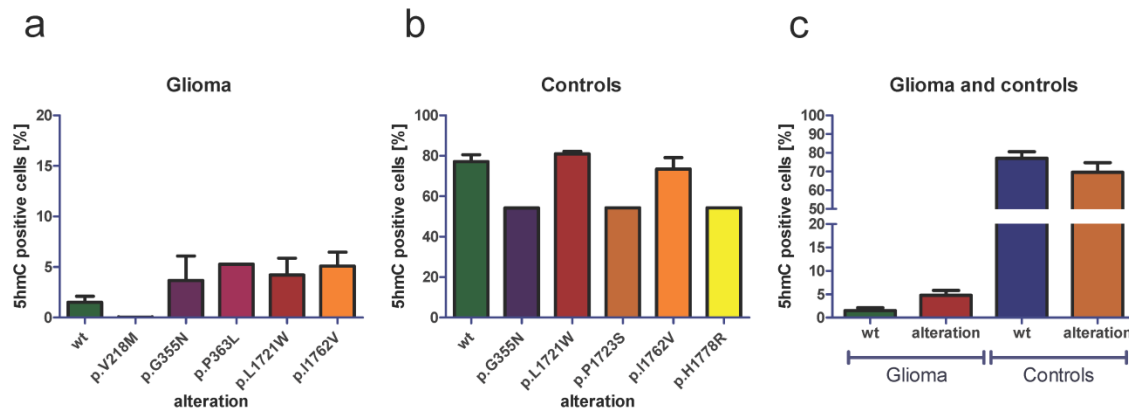 a
Glioma
5hmC positive cells [%]
20
15
10
5
0
wt
p.V218M
p.G355N
p.P363L
p.L1721W
p.I1762V
alteration
b
Controls
5hmC positive cells [%]
100
80
60
40
20
0
wt
p.G355N
p.L1721W
p.P1723S
p.I1762V
p.H1778R
alteration
c
Glioma and controls
5hmC positive cells [%]
100
90
80
70
60
50
20
15
10
5
0
wt alteration wt alteration
Glioma Controls